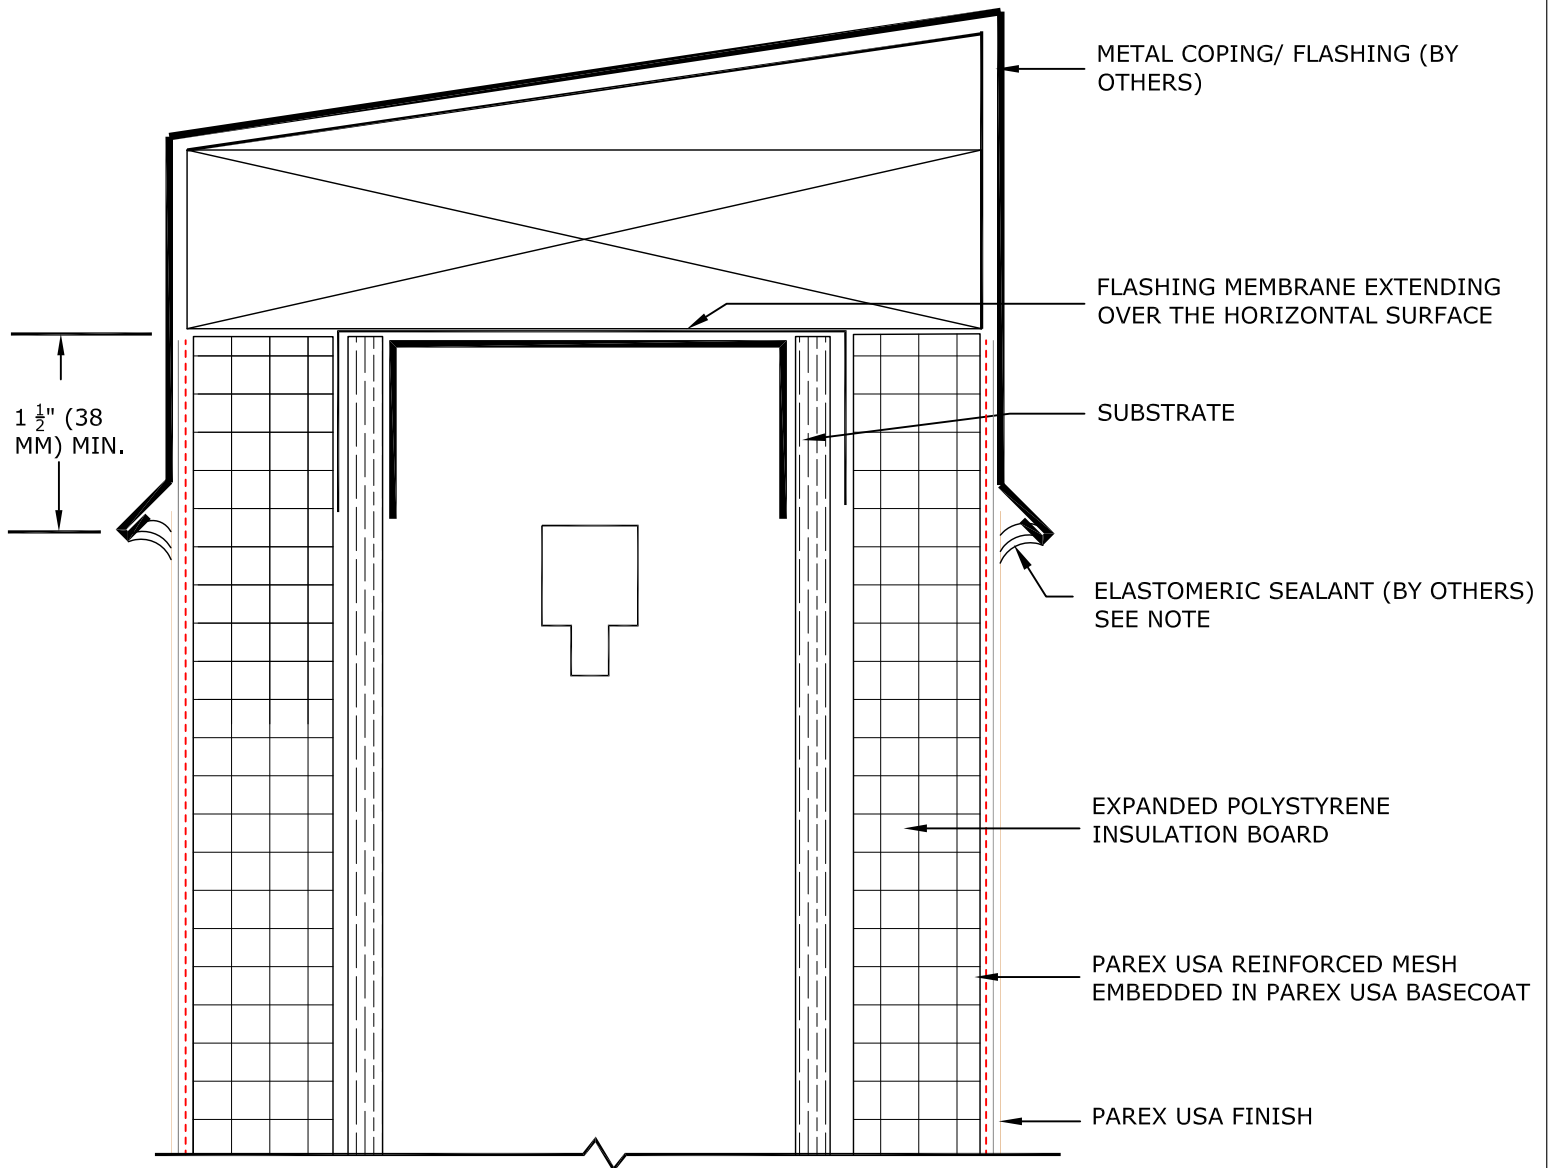 METAL COPING/ FLASHING (BY
OTHERS)
FLASHING MEMBRANE EXTENDING
OVER THE HORIZONTAL SURFACE
1 ½" (38
MM) MIN.
SUBSTRATE
ELASTOMERIC SEALANT (BY OTHERS)
SEE NOTE
EXPANDED POLYSTYRENE
INSULATION BOARD
PAREX USA REINFORCED MESH
EMBEDDED IN PAREX USA BASECOAT
PAREX USA FINISH